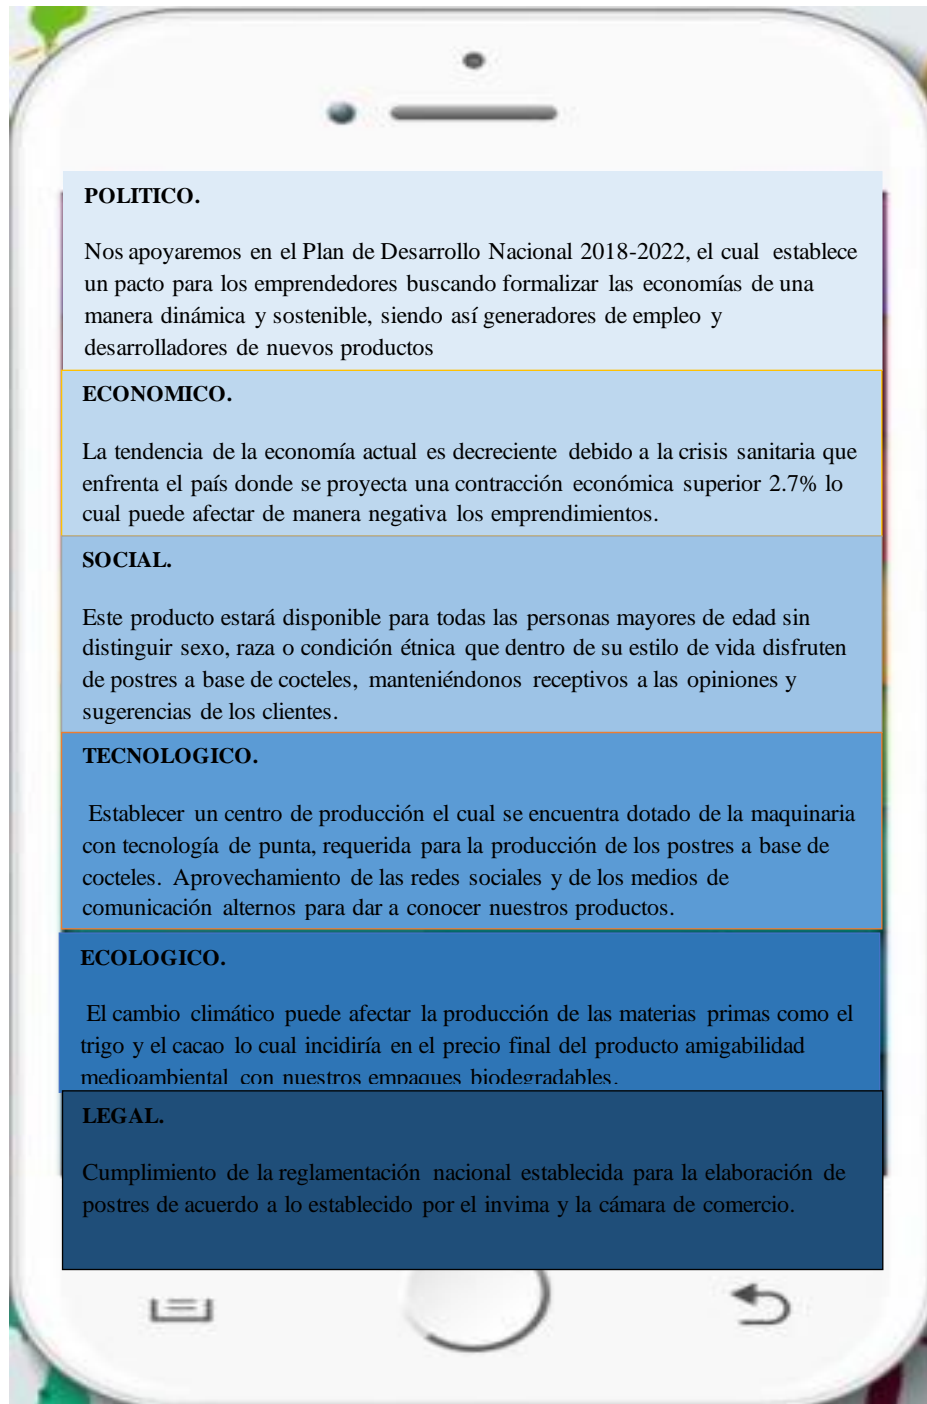 POLITICO.
Nos apoyaremos en el Plan de Desarrollo Nacional 2018-2022, el cual establece
un pacto para los emprendedores buscando formalizar las economías de una
manera dinámica y sostenible, siendo así generadores de empleo y
desarrolladores de nuevos productos
ECONOMICO.
La tendencia de la economía actual es decreciente debido a la crisis sanitaria que
enfrenta el país donde se proyecta una contracción económica superior 2.7% lo
cual puede afectar de manera negativa los emprendimientos.
SOCIAL.
Este producto estará disponible para todas las personas mayores de edad sin
distinguir sexo, raza o condición étnica que dentro de su estilo de vida disfruten
de postres a base de cocteles, manteniéndonos receptivos a las opiniones y
sugerencias de los clientes.
TECNOLOGICO.
Establecer un centro de producción el cual se encuentra dotado de la maquinaria
con tecnología de punta, requerida para la producción de los postres a base de
cocteles. Aprovechamiento de las redes sociales y de los medios de
comunicación alternos para dar a conocer nuestros productos.
ECOLOGICO.
El cambio climático puede afectar la producción de las materias primas como el
trigo y el cacao lo cual incidiría en el precio final del producto amigabilidad
medioambiental con nuestros empaques biodegradables.
LEGAL.
Cumplimiento de la reglamentación nacional establecida para la elaboración de
postres de acuerdo a lo establecido por el invima y la cámara de comercio.